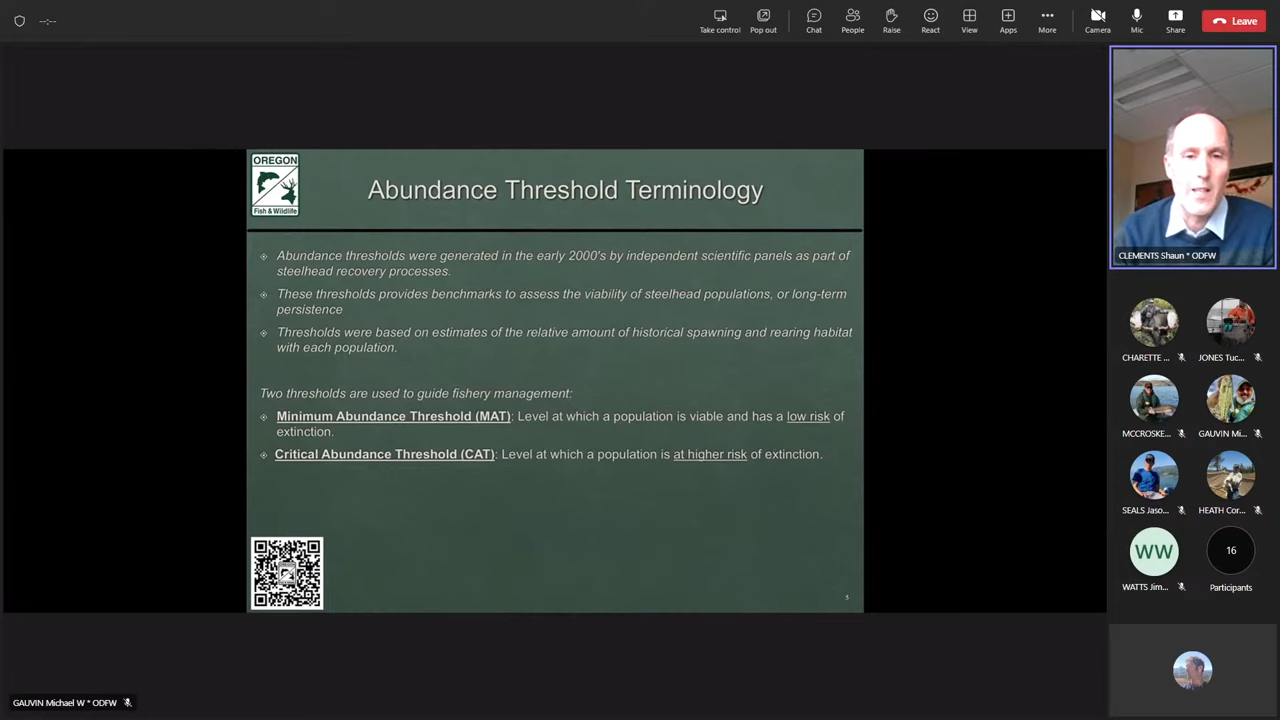 --:--
Take control
Pop out
Chat
People
Raise
React
View
Apps
More
Camera
Mic
Share
Leave
OREGON
Fish & Wildlife
Abundance Threshold Terminology
Abundance thresholds were generated in the early 2000's by independent scientific panels as part of
steelhead recovery processes.
These thresholds provides benchmarks to assess the viability of steelhead populations, or long-term
persistence
Thresholds were based on estimates of the relative amount of historical spawning and rearing habitat
with each population.
Two thresholds are used to guide fishery management:
Minimum Abundance Threshold (MAT): Level at which a population is viable and has a low risk of
extinction.
Critical Abundance Threshold (CAT): Level at which a population is at higher risk of extinction.
5
CLEMENTS Shaun * ODFW
CHARETTE ...
JONES Tuc...
MCCROSKE...
GAUVIN Mi...
SEALS Jaso...
HEATH Cor...
WW
16
WATTS Jim...
Participants
GAUVIN Michael W * ODFW